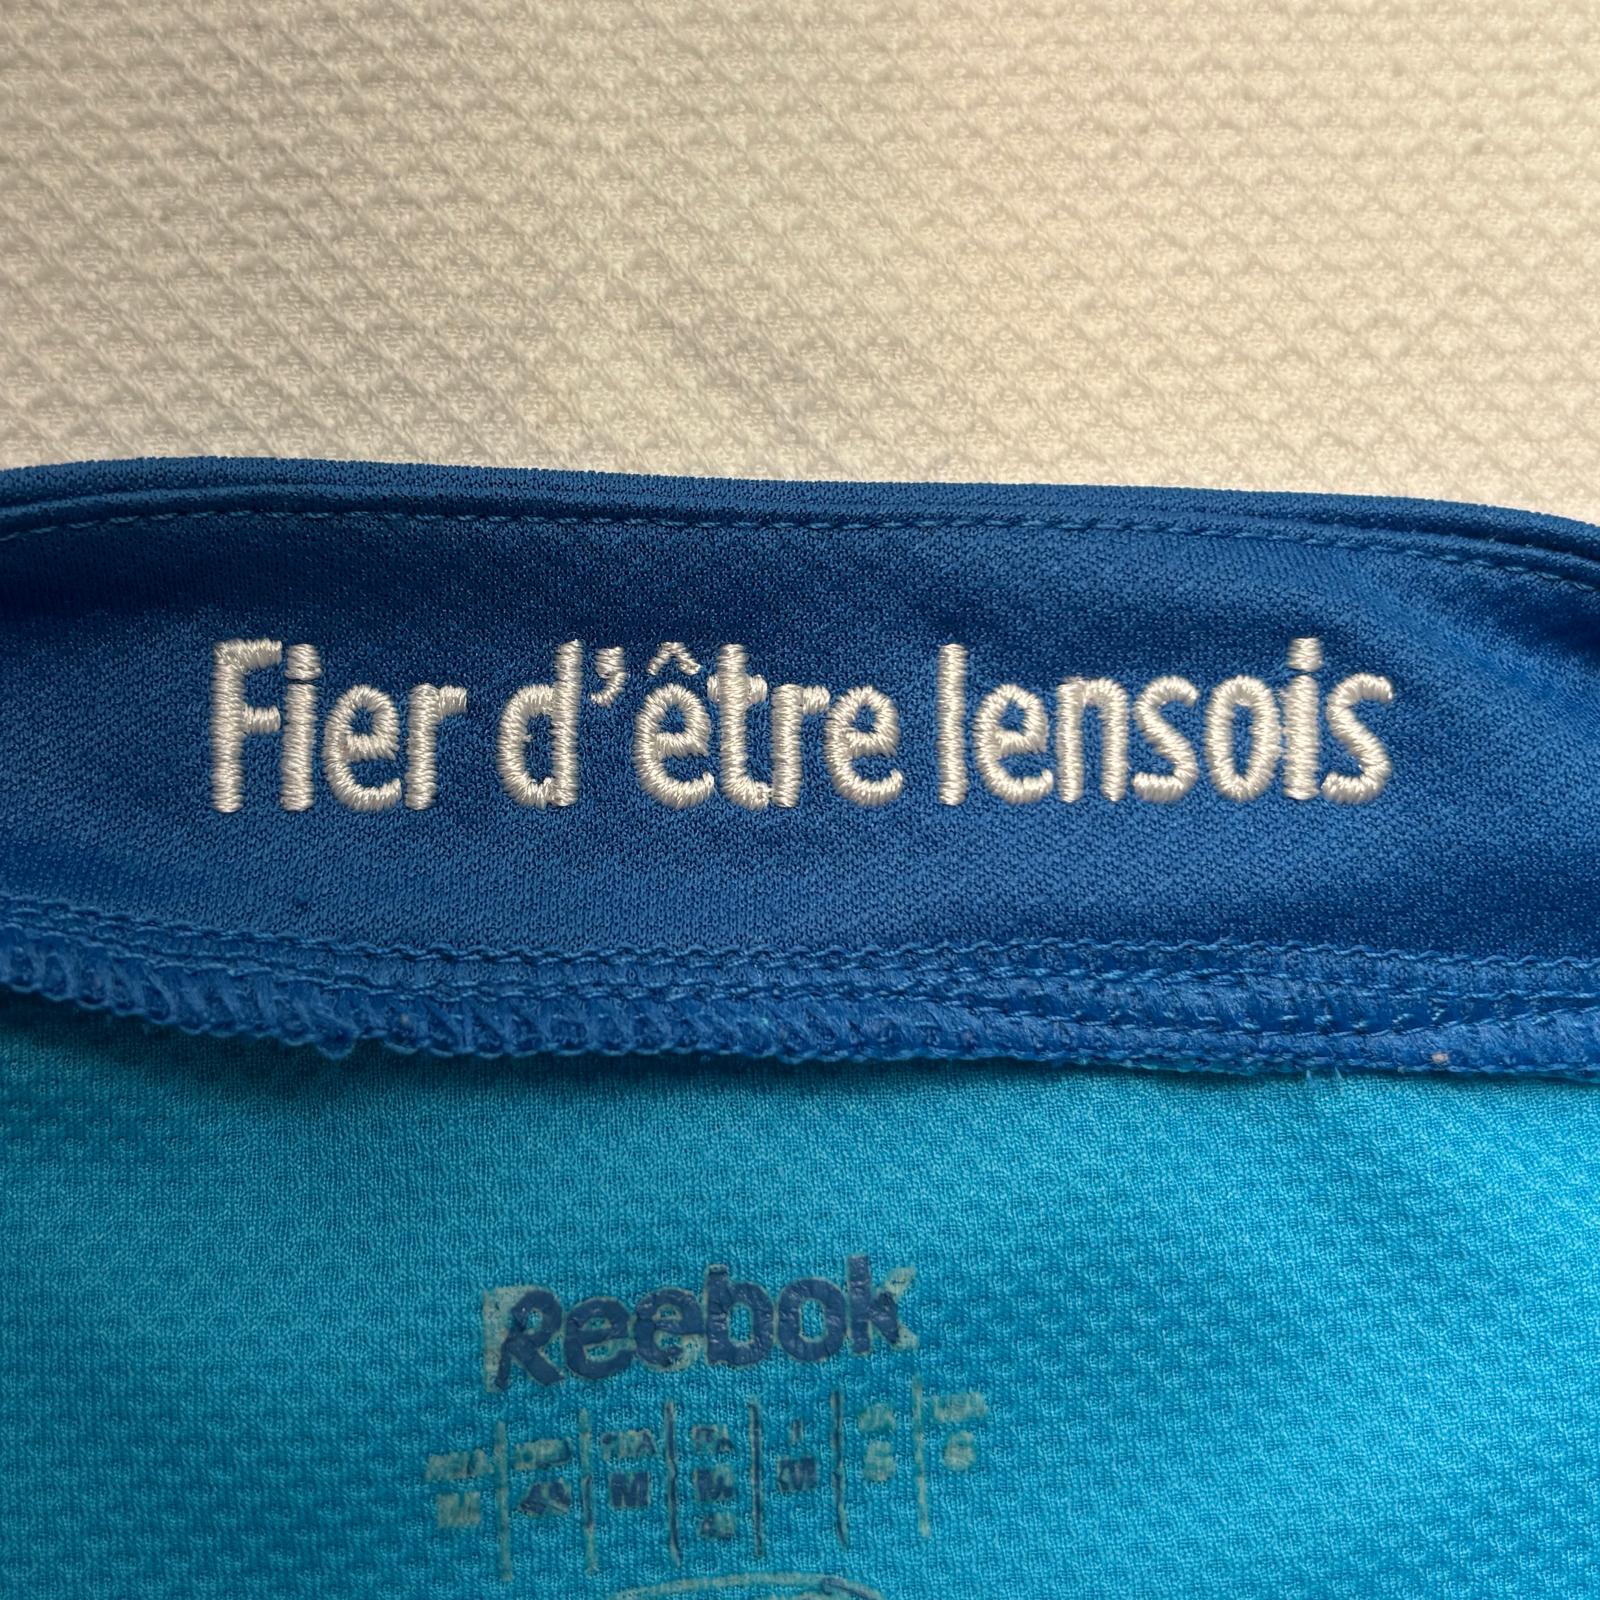 Fier d'être lensois
Reebok
M M M M S S